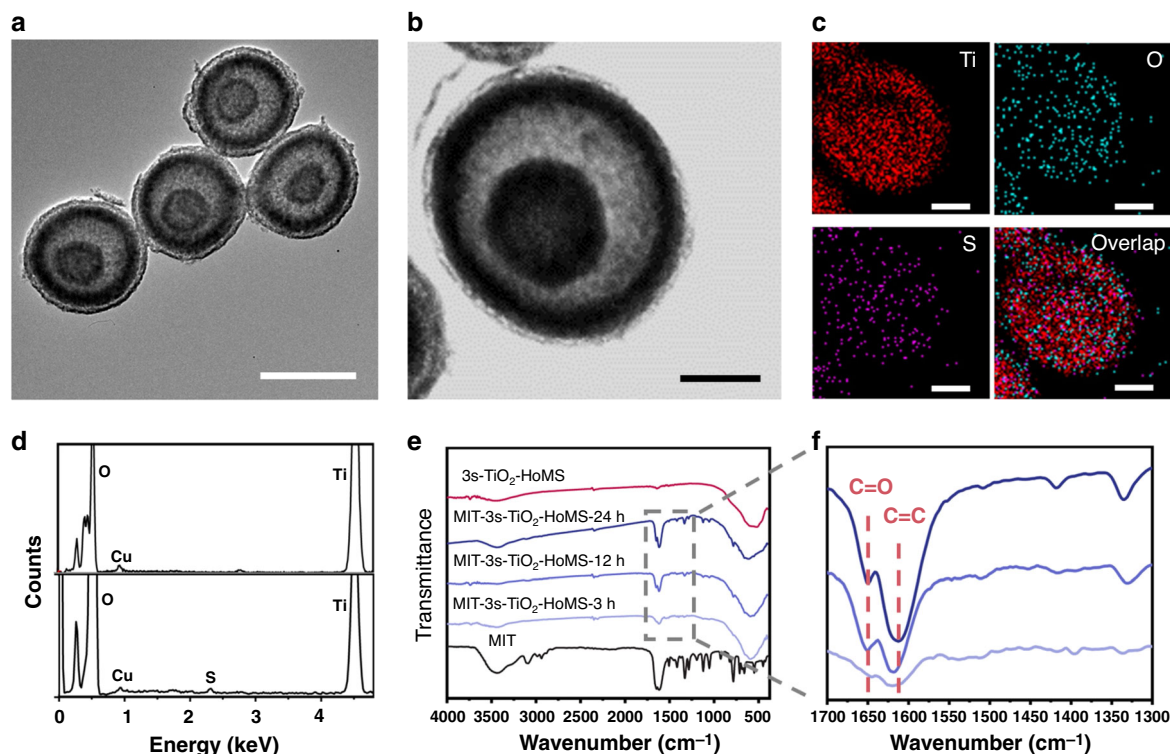 a
b
c
Ti
O
S
Overlap
d
O
Cu
Ti
O
Cu
S
Ti
Counts
0 1 2 3 4
Energy (keV)
e
3s-TiO₂-HoMS
MIT-3s-TiO₂-HoMS-24 h
MIT-3s-TiO₂-HoMS-12 h
MIT-3s-TiO₂-HoMS-3 h
MIT
Transmittance
4000 3500 3000 2500 2000 1500 1000 500
Wavenumber (cm⁻¹)
f
C=O
C=C
1700 1650 1600 1550 1500 1450 1400 1350 1300
Wavenumber (cm⁻¹)